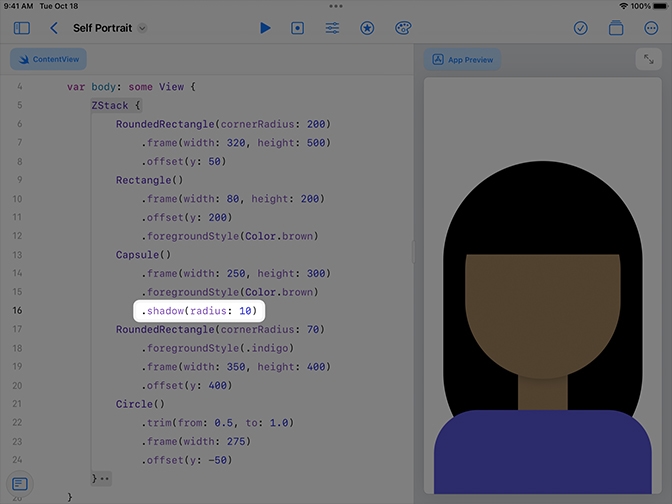 9:41 AM Tue Oct 18
100%
Self Portrait
ContentView
App Preview
4 var body: some View {
5 ZStack {
6 RoundedRectangle(cornerRadius: 200)
7 .frame(width: 320, height: 500)
8 .offset(y: 50)
9 Rectangle()
10 .frame(width: 80, height: 200)
11 .offset(y: 200)
12 .foregroundStyle(Color.brown)
13 Capsule()
14 .frame(width: 250, height: 300)
15 .foregroundStyle(Color.brown)
16 .shadow(radius: 10)
17 RoundedRectangle(cornerRadius: 70)
18 .foregroundStyle(.indigo)
19 .frame(width: 350, height: 400)
20 .offset(y: 400)
21 Circle()
22 .trim(from: 0.5, to: 1.0)
23 .frame(width: 275)
24 .offset(y: -50)
}
}